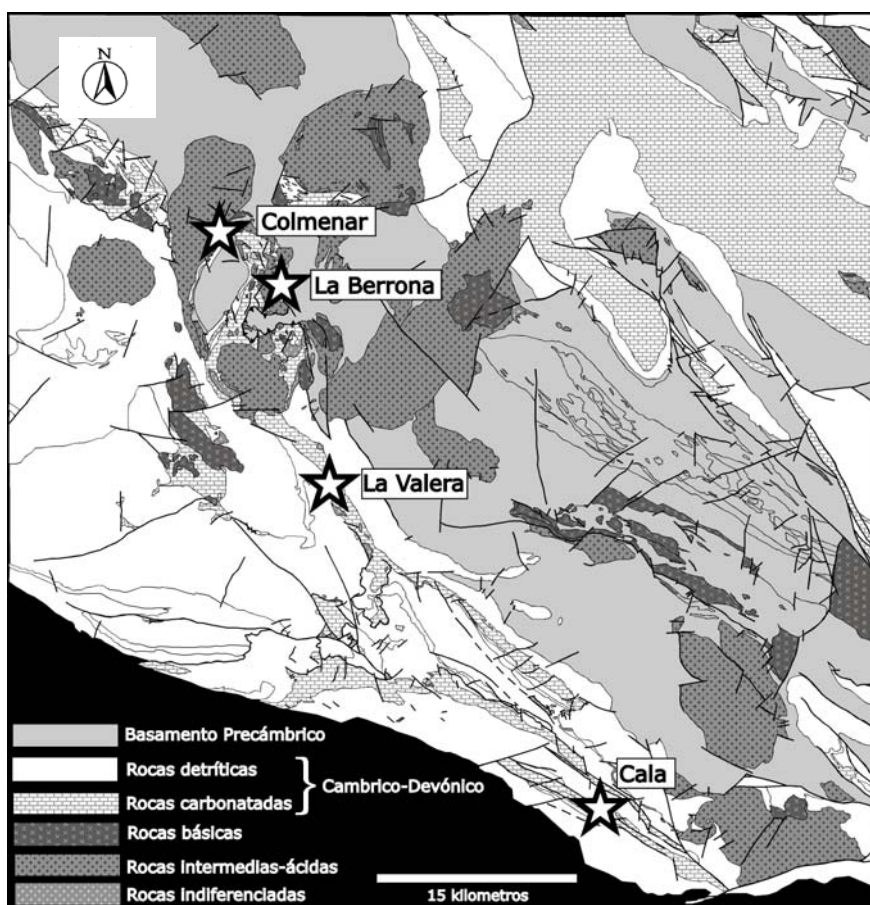 N
Colmenar
La Berrona
La Valera
Cala
Basamento Precámbrico
Rocas detríticas
Cambrico-Devónico
Rocas carbonatadas
Rocas básicas
Rocas intermedias-ácidas
Rocas indiferenciadas
15 kilometros